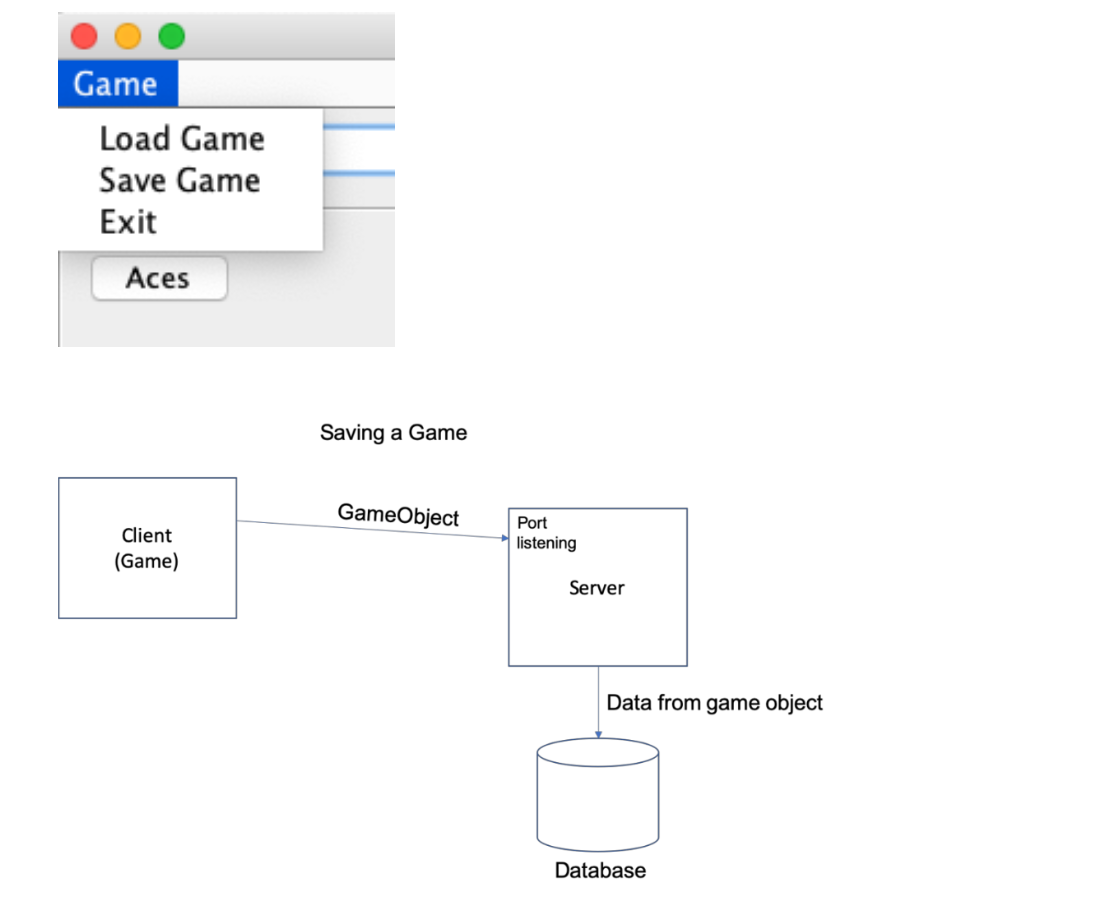 Game
Load Game
Save Game
Exit
Aces
Saving a Game
Client
(Game)
GameObject
Port
listening
Server
Data from game object
Database